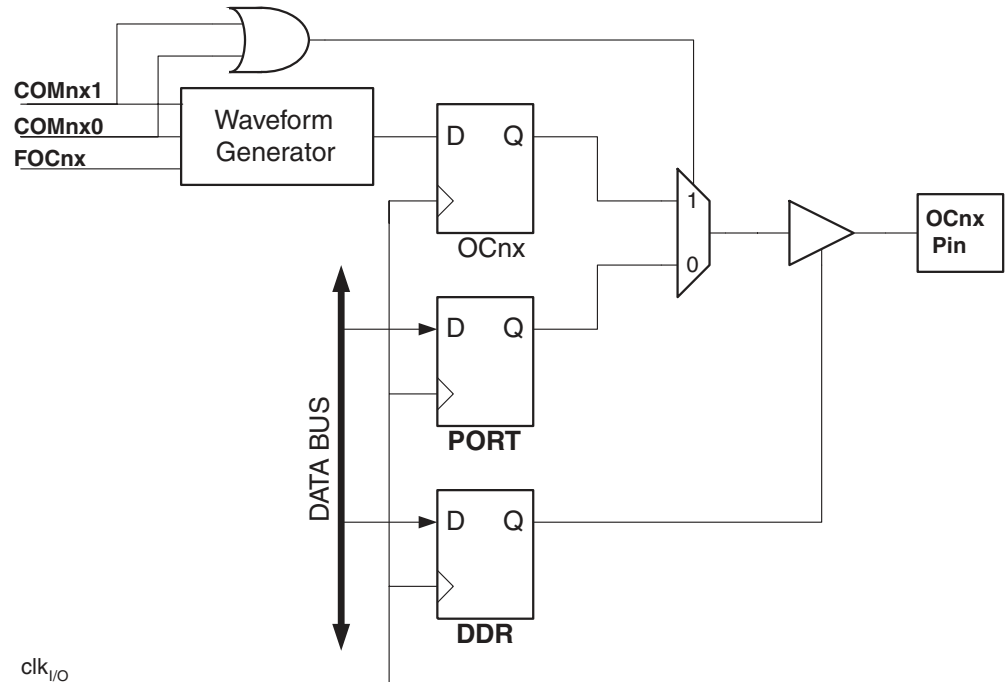 COMnx1
COMnx0
FOCnx
Waveform
Generator
D Q
OCnx
1
0
OCnx
Pin
D Q
PORT
DATA BUS
D Q
DDR
clkI/O